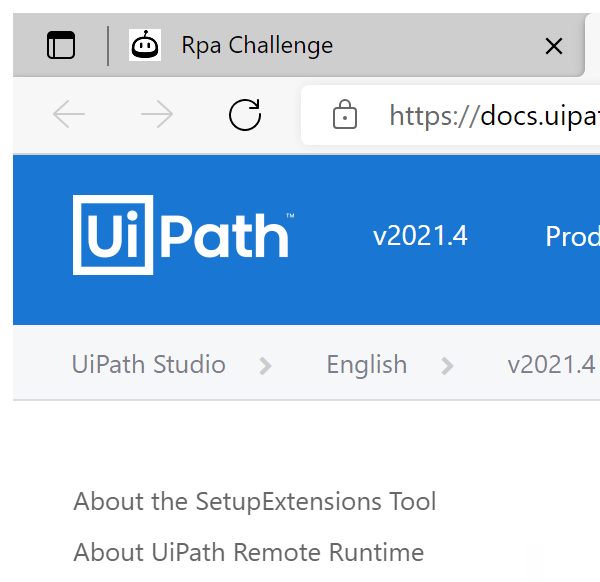 Rpa Challenge
https://docs.uipat
UiPath™ v2021.4 Prod
UiPath Studio English v2021.4
About the SetupExtensions Tool
About UiPath Remote Runtime